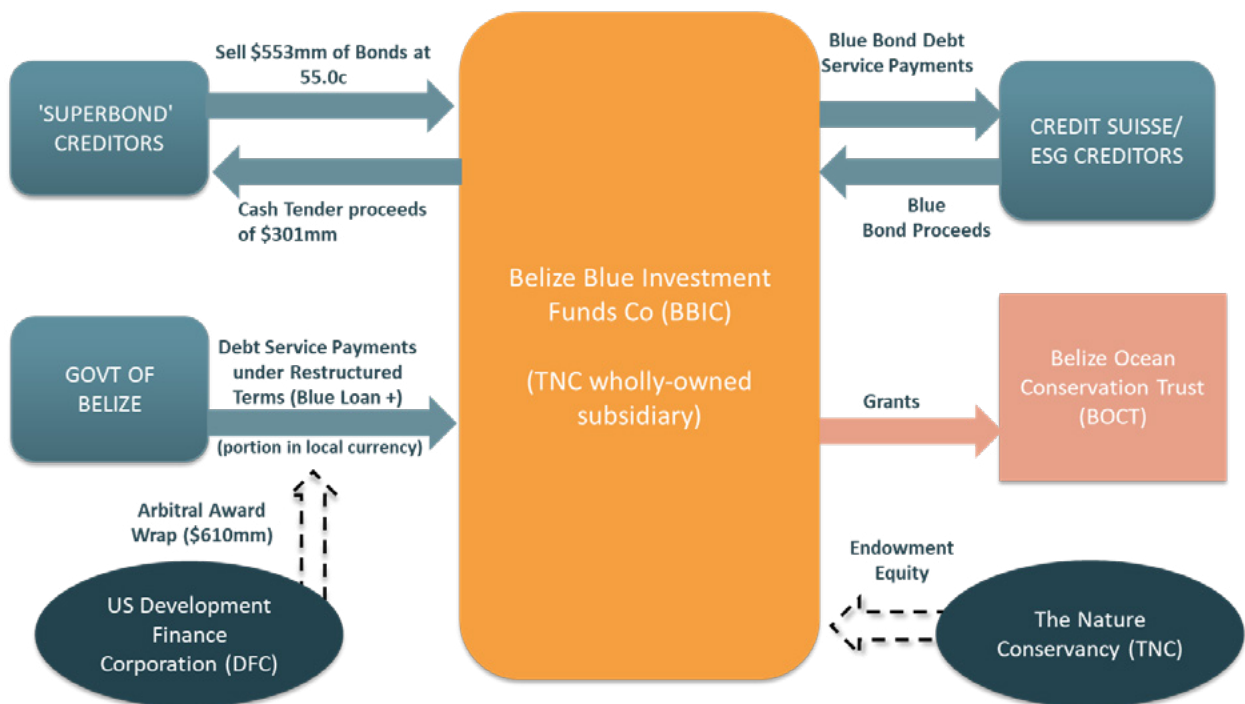 Sell $553mm of Bonds at
55.0c
'SUPERBOND'
CREDITORS
Cash Tender proceeds
of $301mm
GOVT OF
BELIZE
Debt Service Payments
under Restructured
Terms (Blue Loan +)
(portion in local currency)
Arbitral Award
Wrap ($610mm)
US Development
Finance
Corporation (DFC)
Belize Blue Investment
Funds Co (BBIC)
(TNC wholly-owned
subsidiary)
Blue Bond Debt
Service Payments
CREDIT SUISSE/
ESG CREDITORS
Blue
Bond Proceeds
Grants
Belize Ocean
Conservation Trust
(BOCT)
Endowment
Equity
The Nature
Conservancy (TNC)